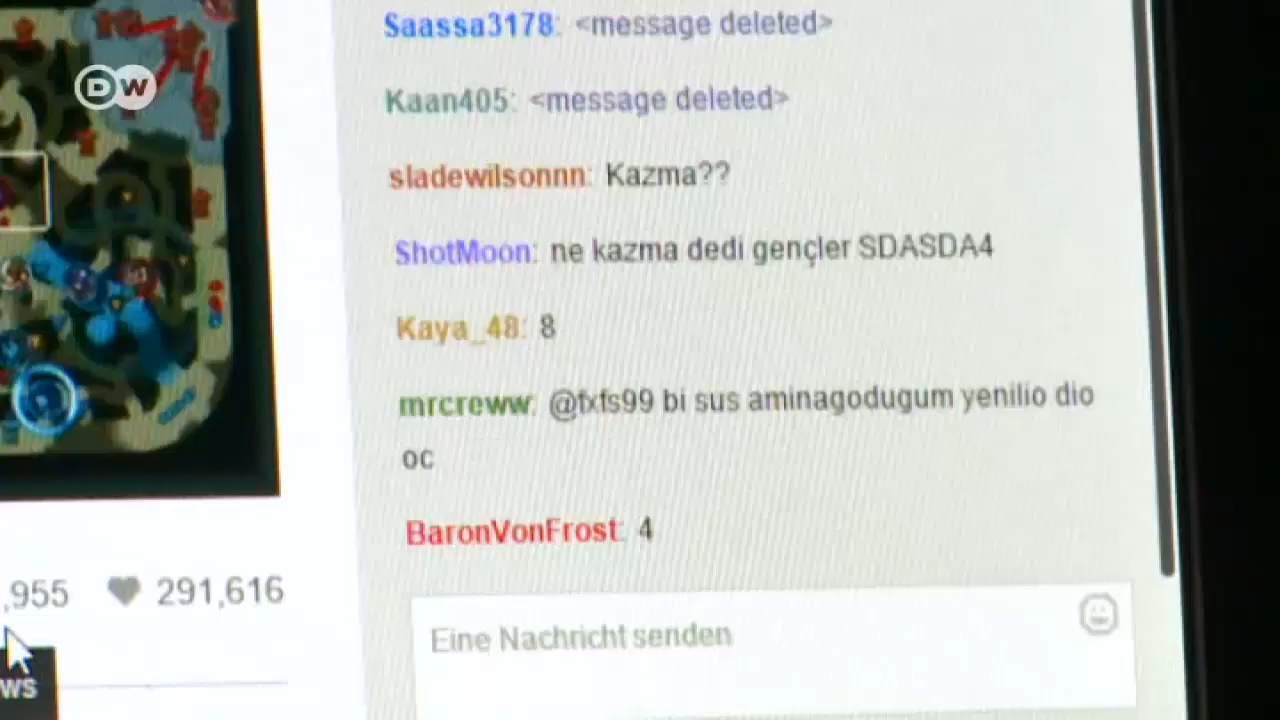 Saassa3178: <message deleted>
DW
Kaan405: <message deleted>
sladewilsonnn: Kazma??
ShotMoon: ne kazma dedi gençler SDASDA4
Kaya_48: 8
mrcreww: @fxfs99 bi sus aminagodugum yenilio dio
oc
BaronVonFrost: 4
,955 291,616
Eine Nachricht senden
ws